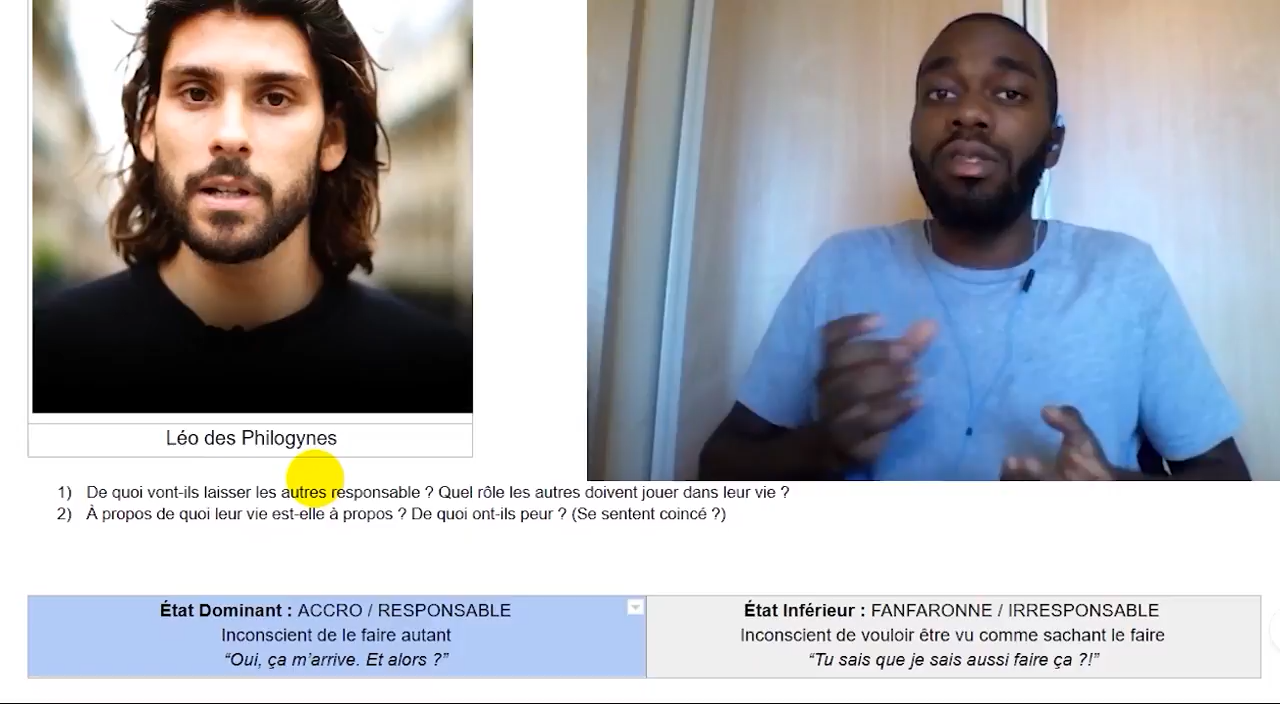 Léo des Philogynes
1) De quoi vont-ils laisser les autres responsable ? Quel rôle les autres doivent jouer dans leur vie ?
2) À propos de quoi leur vie est-elle à propos ? De quoi ont-ils peur ? (Se sentent coincé ?)
État Dominant : ACCRO / RESPONSABLE
Inconscient de le faire autant
“Oui, ça m’arrive. Et alors ?”
État Inférieur : FANFARONNE / IRRESPONSABLE
Inconscient de vouloir être vu comme sachant le faire
“Tu sais que je sais aussi faire ça ?!”